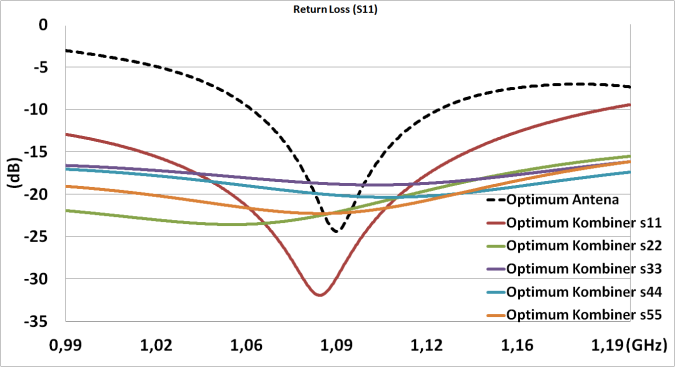 Return Loss (S11)
0
-5
-10
-15
-20
-25
-30
-35
(dB)
Optimum Antena
Optimum Kombiner s11
Optimum Kombiner s22
Optimum Kombiner s33
Optimum Kombiner s44
Optimum Kombiner s55
0,99 1,02 1,06 1,09 1,12 1,16 1,19 (GHz)